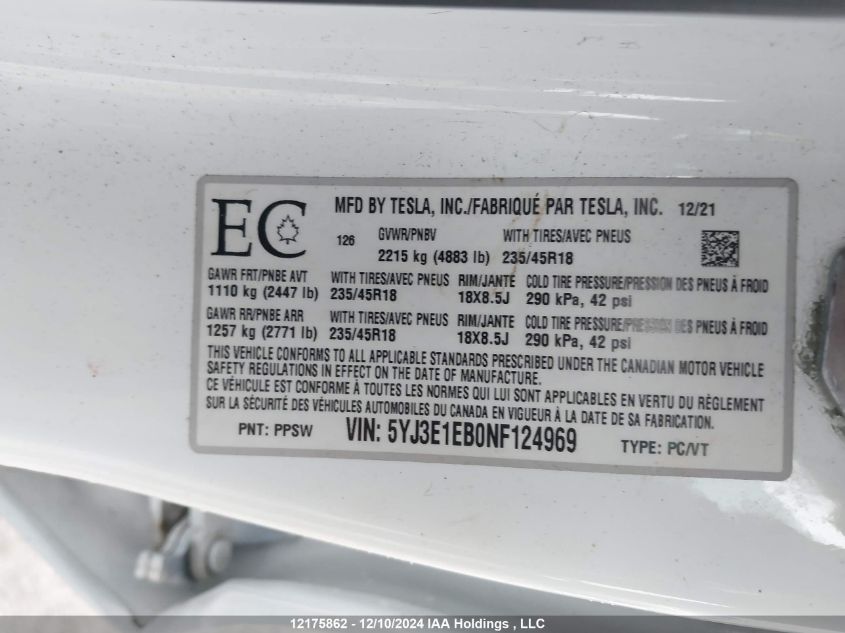 EC
MFD BY TESLA, INC./FABRIQUÉ PAR TESLA, INC. 12/21
126 GVWR/PNBV WITH TIRES/AVEC PNEUS
2215 kg (4883 lb) 235/45R18
GAWR FRT/PNBE AVT WITH TIRES/AVEC PNEUS RIM/JANTE COLD TIRE PRESSURE/PRESSION DES PNEUS À FROID
1110 kg (2447 lb) 235/45R18 18X8.5J 290 kPa, 42 psi
GAWR RR/PNBE ARR WITH TIRES/AVEC PNEUS RIM/JANTE COLD TIRE PRESSURE/PRESSION DES PNEUS À FROID
1257 kg (2771 lb) 235/45R18 18X8.5J 290 kPa, 42 psi
THIS VEHICLE CONFORMS TO ALL APPLICABLE STANDARDS PRESCRIBED UNDER THE CANADIAN MOTOR VEHICLE
SAFETY REGULATIONS IN EFFECT ON THE DATE OF MANUFACTURE.
CE VÉHICULE EST CONFORME À TOUTES LES NORMES QUI LUI SONT APPLICABLES EN VERTU DU RÈGLEMENT
SUR LA SÉCURITÉ DES VÉHICULES AUTOMOBILES DU CANADA EN VIGUEUR À LA DATE DE SA FABRICATION.
PNT: PPSW VIN: 5YJ3E1EB0NF124969 TYPE: PC/VT
12175862 - 12/10/2024 IAA Holdings , LLC